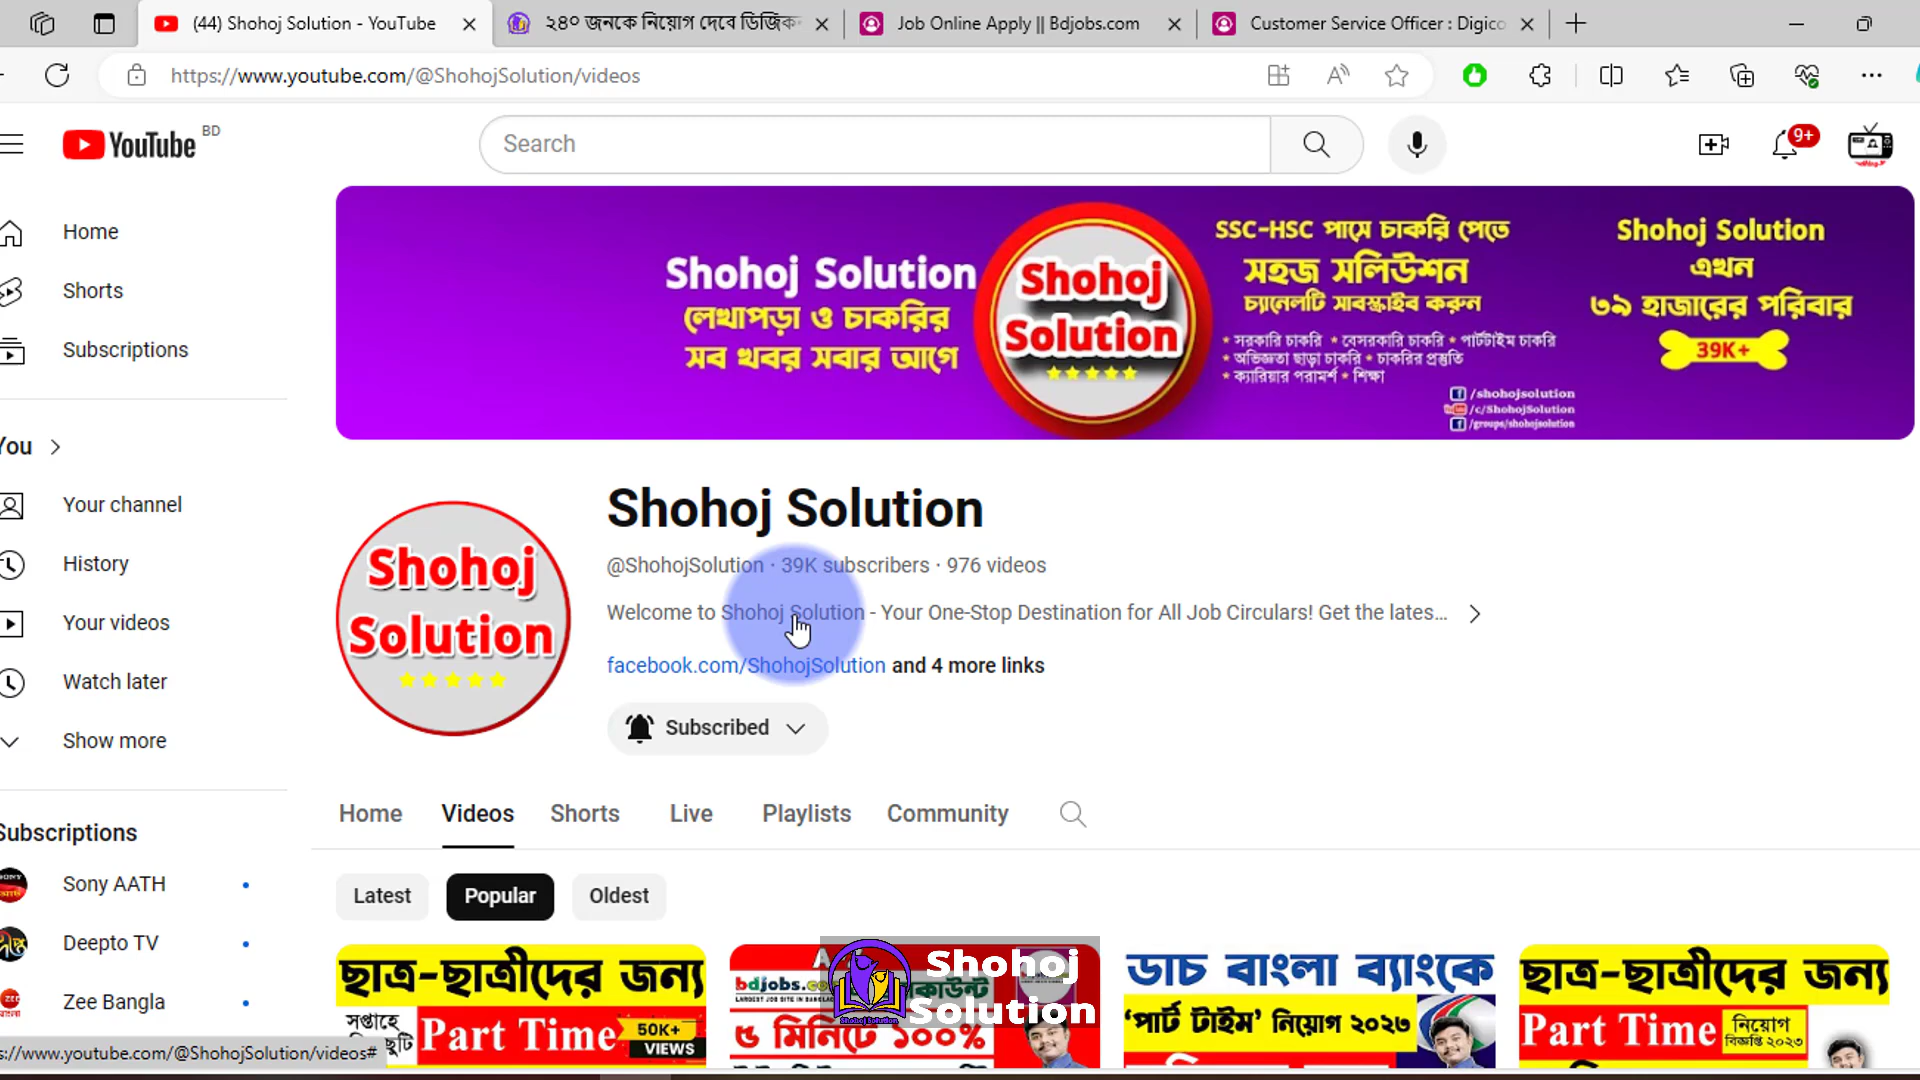 (44) Shohoj Solution - YouTube
২৪০ জনকে নিয়োগ দেবে ডিজিকন
Job Online Apply || Bdjobs.com
Customer Service Officer : Digico
https://www.youtube.com/@ShohojSolution/videos
YouTube BD
Search
9+
Home
Shorts
Subscriptions
You
Your channel
History
Your videos
Watch later
Show more
Subscriptions
Sony AATH
Deepto TV
Zee Bangla
s://www.youtube.com/@ShohojSolution/videos#
Shohoj Solution
লেখাপড়া ও চাকরির
সব খবর সবার আগে
Shohoj
Solution
SSC-HSC পাসে চাকরি পেতে
সহজ সলিউশন
চ্যানেলটি সাবস্ক্রাইব করুন
* সরকারি চাকরি * বেসরকারি চাকরি * পার্টটাইম চাকরি
* অভিজ্ঞতা ছাড়া চাকরি * চাকরির প্রস্তুতি
* ক্যারিয়ার পরামর্শ * শিক্ষা
/shohojsolution
/c/ShohojSolution
/groups/shohojsolution
Shohoj Solution
এখন
৩৯ হাজারের পরিবার
39K+
Shohoj
Solution
Shohoj Solution
@ShohojSolution · 39K subscribers · 976 videos
Welcome to Shohoj Solution - Your One-Stop Destination for All Job Circulars! Get the lates...
facebook.com/ShohojSolution and 4 more links
Subscribed
Home
Videos
Shorts
Live
Playlists
Community
Latest
Popular
Oldest
ছাত্র-ছাত্রীদের জন্য
সপ্তাহে
ছুটি
Part Time
50K+
VIEWS
bdjobs.co
LARGEST JOB SITE IN BANGLA
কাউন্ট
৫ মিনিটে ১০০%
Shohoj
Solution
ডাচ বাংলা ব্যাংকে
‘পার্ট টাইম’ নিয়োগ ২০২৩
ছাত্র-ছাত্রীদের জন্য
Part Time
নিয়োগ
বিজ্ঞপ্তি ২০২৩